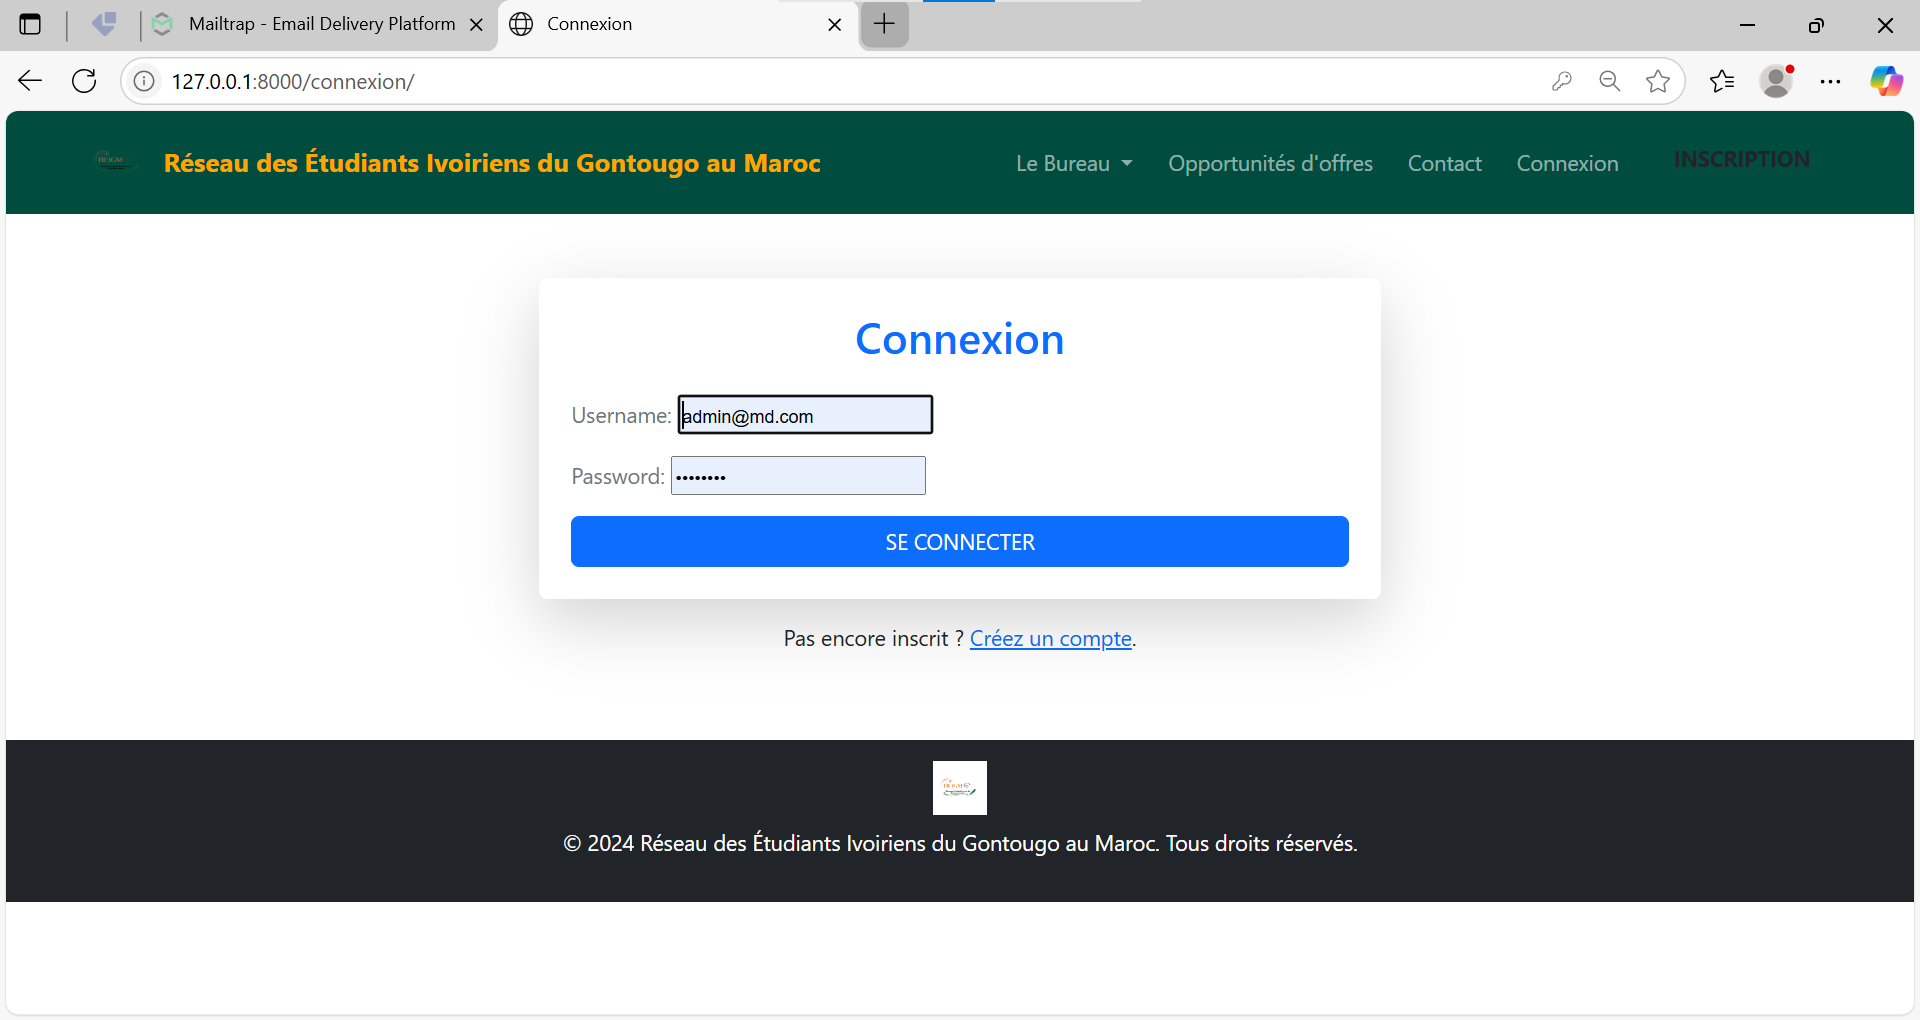 Mailtrap - Email Delivery Platform
Connexion
127.0.0.1:8000/connexion/
Réseau des Étudiants Ivoiriens du Gontougo au Maroc
Le Bureau
Opportunités d'offres
Contact
Connexion
INSCRIPTION
Connexion
Username: admin@md.com
Password: ••••••••
SE CONNECTER
Pas encore inscrit ? Créez un compte.
© 2024 Réseau des Étudiants Ivoiriens du Gontougo au Maroc. Tous droits réservés.